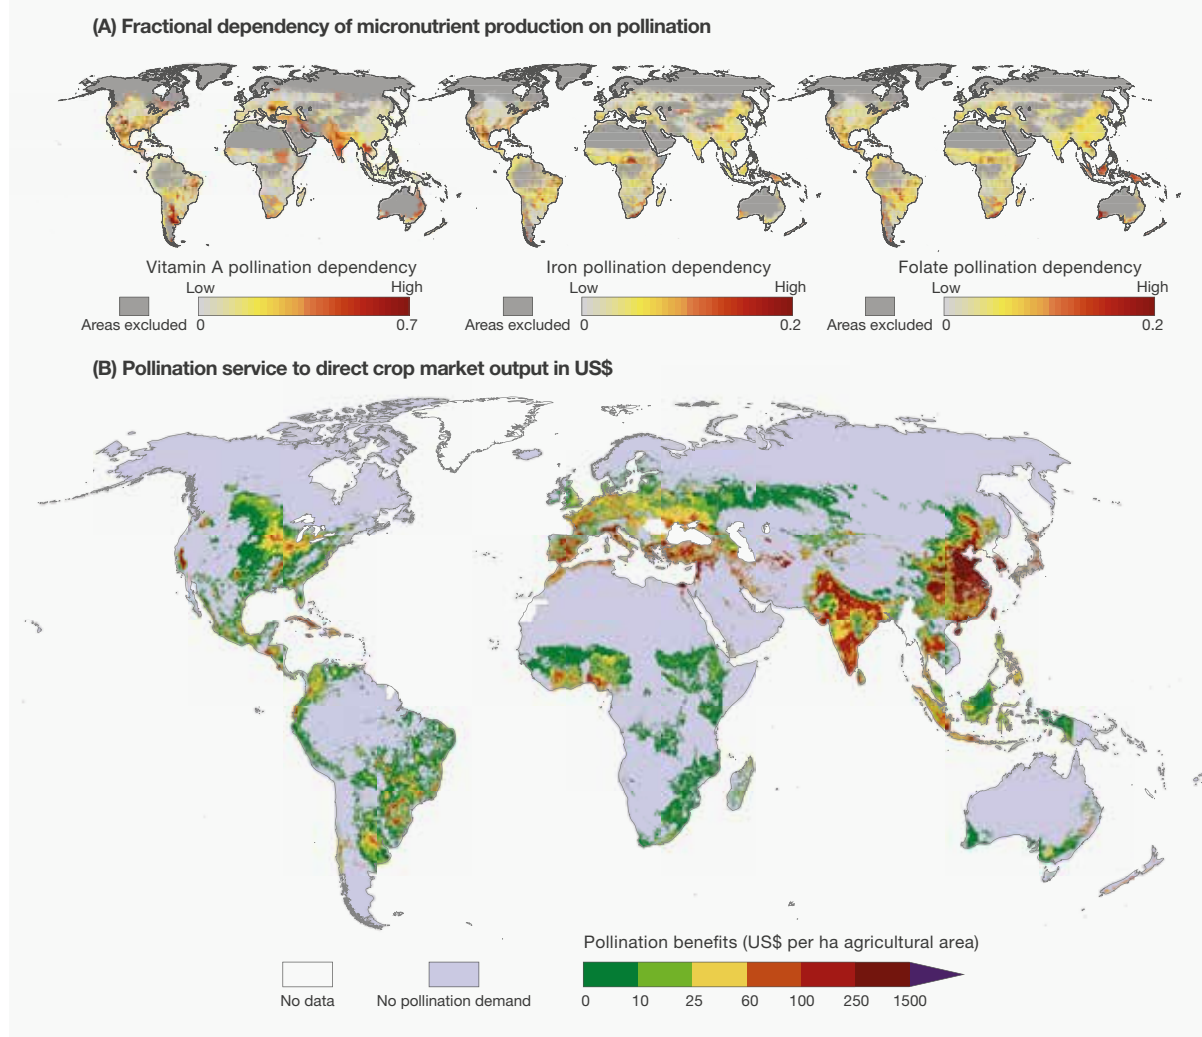 (A) Fractional dependency of micronutrient production on pollination
Vitamin A pollination dependency
Low High
Areas excluded 0 0.7
Iron pollination dependency
Low High
Areas excluded 0 0.2
Folate pollination dependency
Low High
Areas excluded 0 0.2
(B) Pollination service to direct crop market output in US$
Pollination benefits (US$ per ha agricultural area)
No data No pollination demand 0 10 25 60 100 250 1500